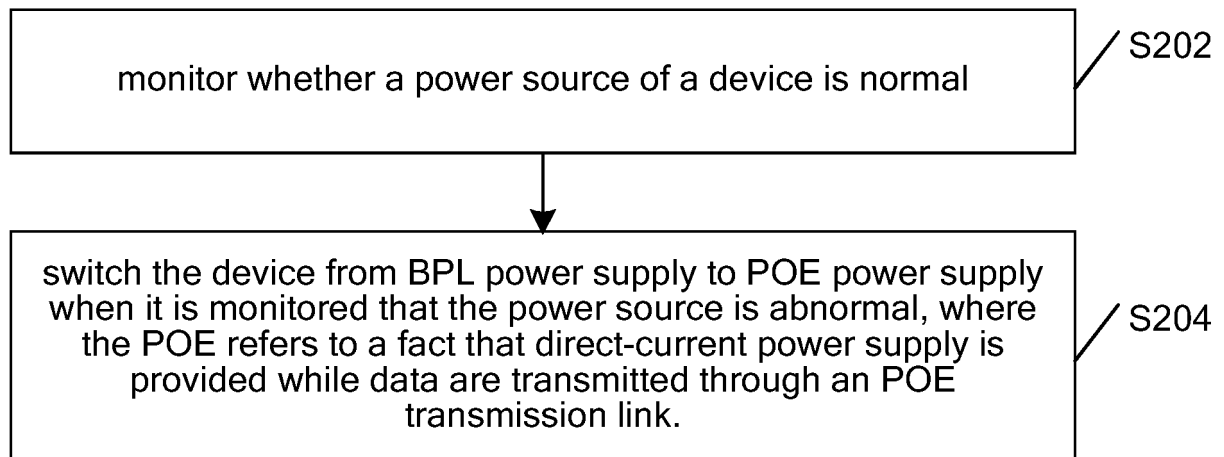 monitor whether a power source of a device is normal
S202
switch the device from BPL power supply to POE power supply
when it is monitored that the power source is abnormal, where
the POE refers to a fact that direct-current power supply is
provided while data are transmitted through an POE
transmission link.
S204